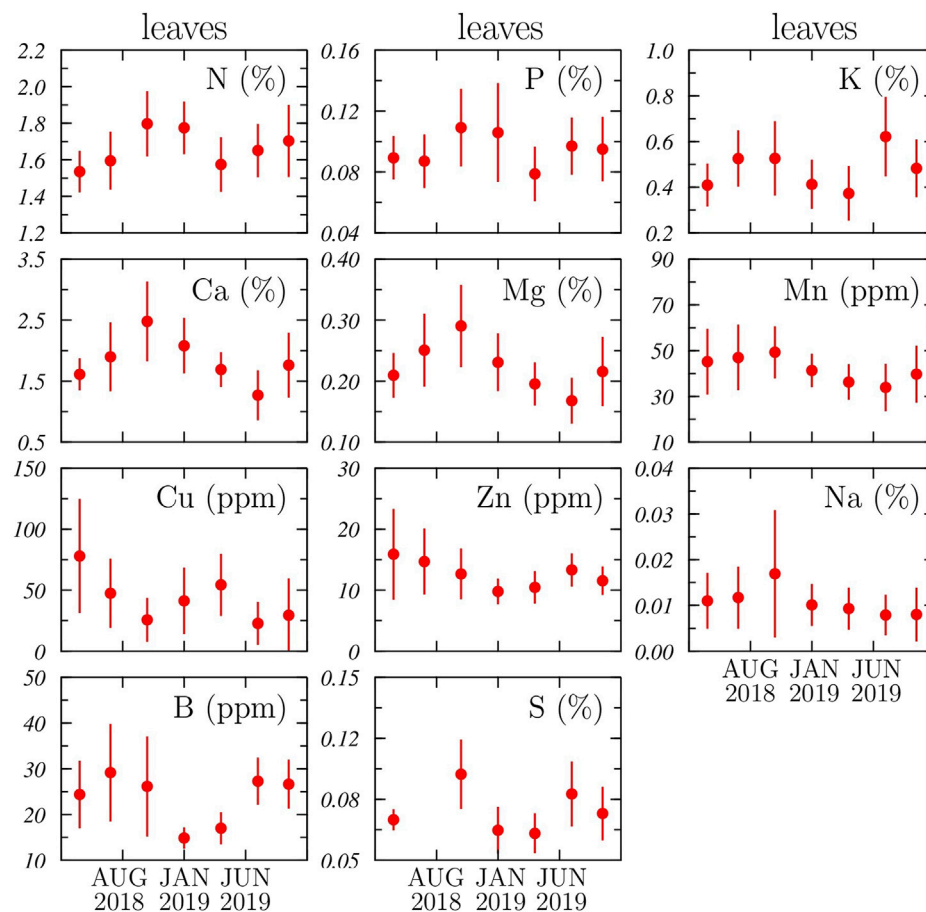 leaves leaves leaves
2.2 0.16 1.0
N (%) P (%) K (%)
2.0
1.8 0.12 0.8
1.6 0.08 0.6
1.4 0.4
1.2 0.04 0.2
3.5 0.40 90
Ca (%) Mg (%) Mn (ppm)
2.5 0.30 70
50
1.5 0.20 30
0.5 0.10 10
150 30 0.04
Cu (ppm) Zn (ppm) Na (%)
100 20 0.03
0.02
50 10 0.01
0 0 0.00
AUG JAN JUN
2018 2019 2019
50 0.15
B (ppm) S (%)
40 0.12
30 0.08
20
10 0.05
AUG JAN JUN AUG JAN JUN
2018 2019 2019 2018 2019 2019